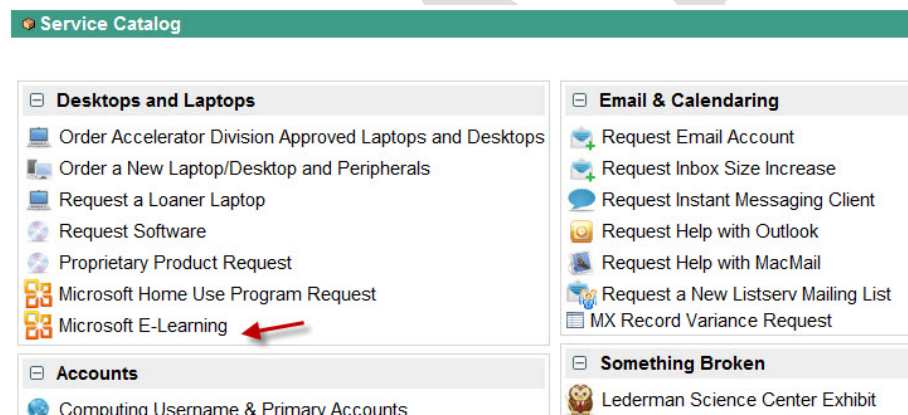 Service Catalog
Desktops and Laptops
Order Accelerator Division Approved Laptops and Desktops
Order a New Laptop/Desktop and Peripherals
Request a Loaner Laptop
Request Software
Proprietary Product Request
Microsoft Home Use Program Request
Microsoft E-Learning
Accounts
Computing Username & Primary Accounts
Email & Calendaring
Request Email Account
Request Inbox Size Increase
Request Instant Messaging Client
Request Help with Outlook
Request Help with MacMail
Request a New Listserv Mailing List
MX Record Variance Request
Something Broken
Lederman Science Center Exhibit